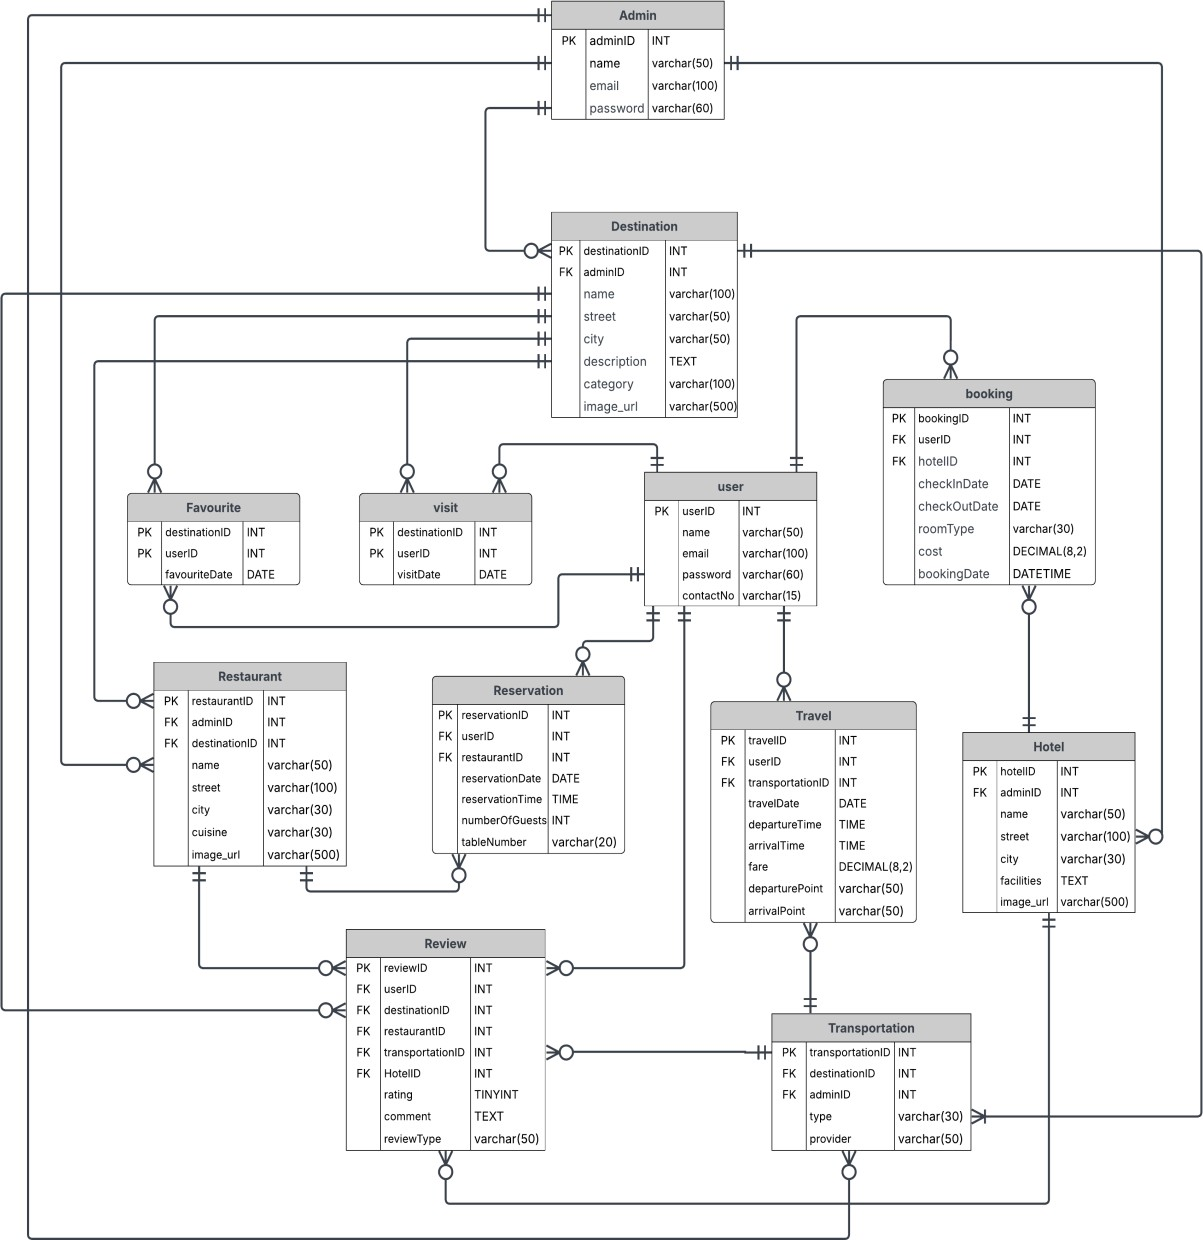 Admin
PK adminID INT
name varchar(50)
email varchar(100)
password varchar(60)
Destination
PK destinationID INT
FK adminID INT
name varchar(100)
street varchar(50)
city varchar(50)
description TEXT
category varchar(100)
image_url varchar(500)
booking
PK bookingID INT
FK userID INT
FK hotelID INT
checkInDate DATE
checkOutDate DATE
roomType varchar(30)
cost DECIMAL(8,2)
bookingDate DATETIME
Favourite
PK destinationID INT
PK userID INT
favouriteDate DATE
visit
PK destinationID INT
PK userID INT
visitDate DATE
user
PK userID INT
name varchar(50)
email varchar(100)
password varchar(60)
contactNo varchar(15)
Restaurant
PK restaurantID INT
FK adminID INT
FK destinationID INT
name varchar(50)
street varchar(100)
city varchar(30)
cuisine varchar(30)
image_url varchar(500)
Reservation
PK reservationID INT
FK userID INT
FK restaurantID INT
reservationDate DATE
reservationTime TIME
numberOfGuests INT
tableNumber varchar(20)
Travel
PK travelID INT
FK userID INT
FK transportationID INT
travelDate DATE
departureTime TIME
arrivalTime TIME
fare DECIMAL(8,2)
departurePoint varchar(50)
arrivalPoint varchar(50)
Hotel
PK hotelID INT
FK adminID INT
name varchar(50)
street varchar(100)
city varchar(30)
facilities TEXT
image_url varchar(500)
Review
PK reviewID INT
FK userID INT
FK destinationID INT
FK restaurantID INT
FK transportationID INT
FK HotelID INT
rating TINYINT
comment TEXT
reviewType varchar(50)
Transportation
PK transportationID INT
FK destinationID INT
FK adminID INT
type varchar(30)
provider varchar(50)